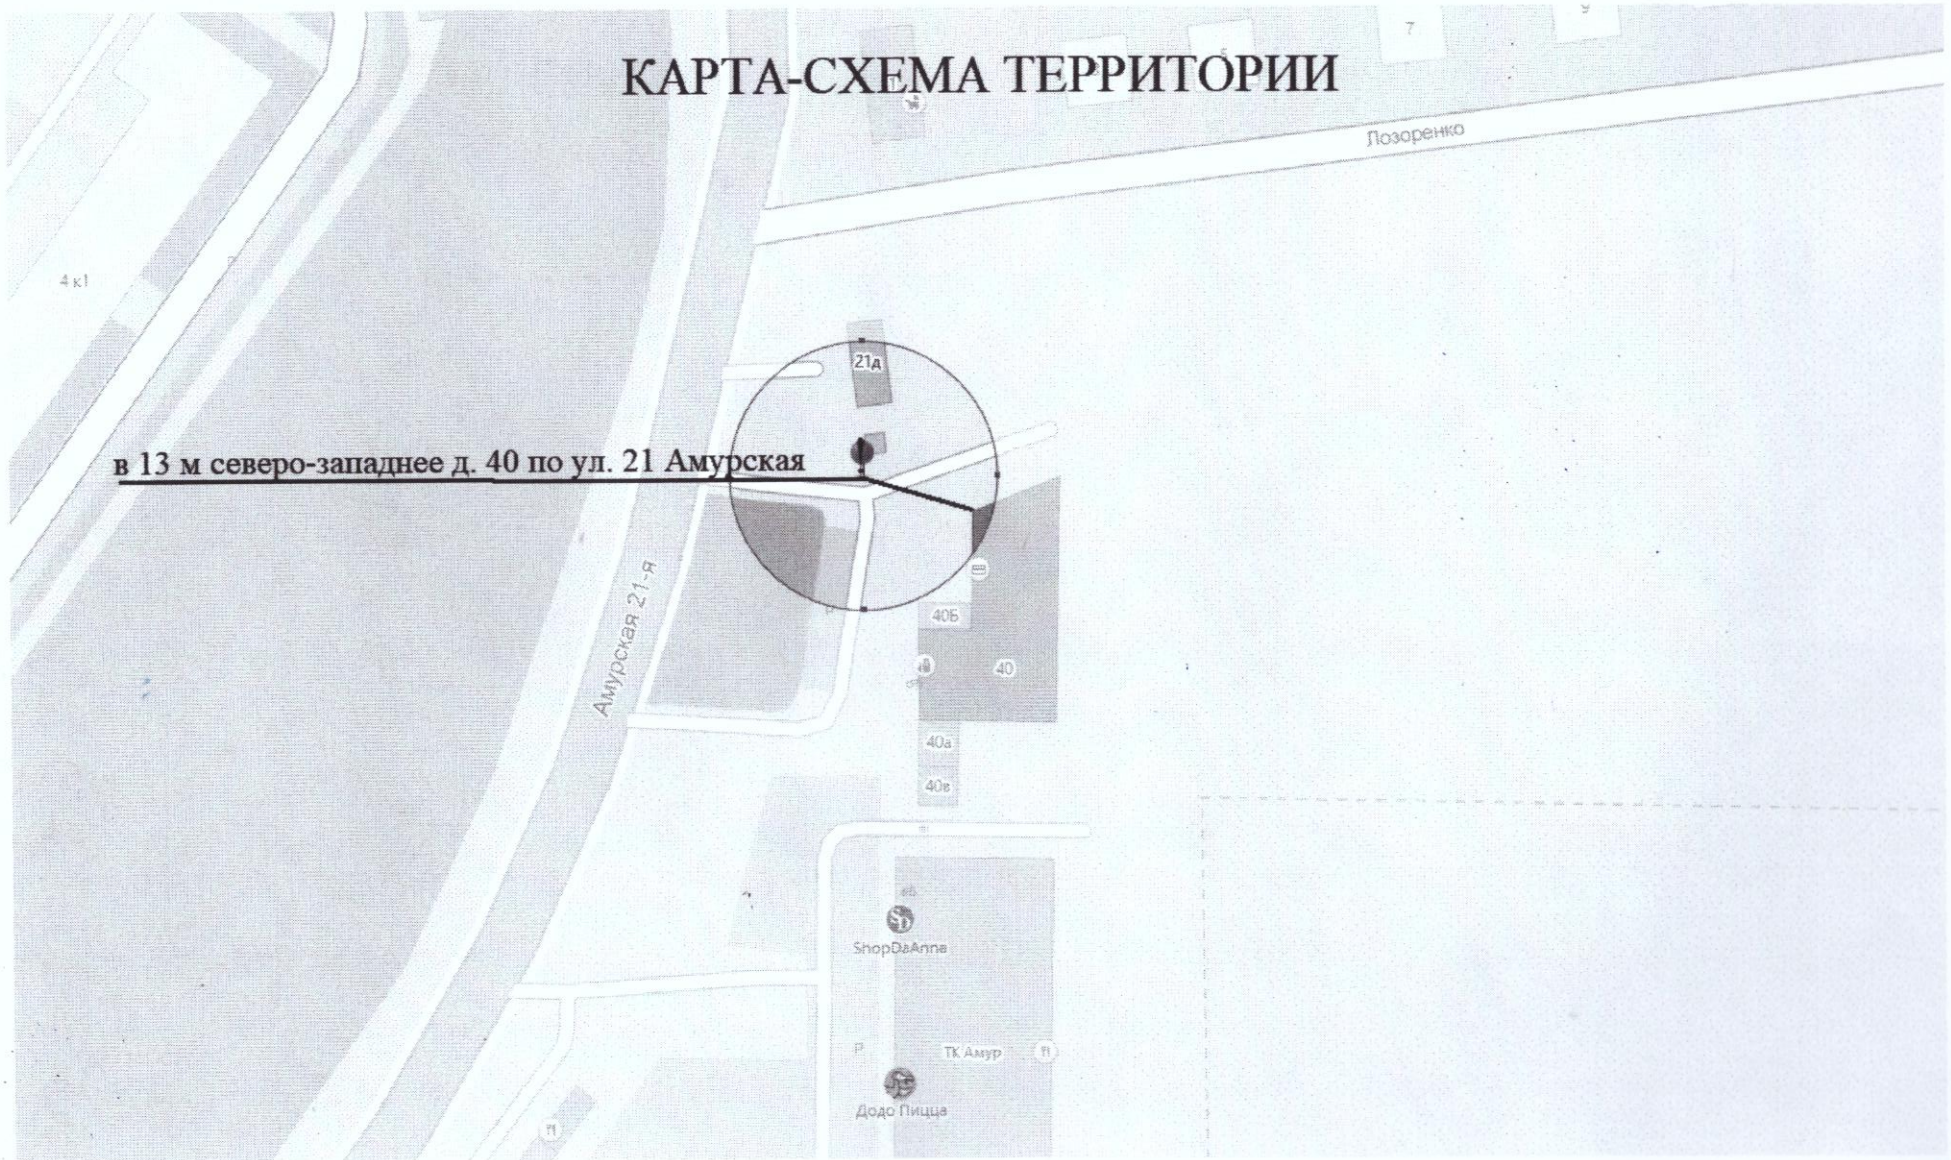 7
9
КАРТА-СХЕМА ТЕРРИТОРИИ
Лозоренко
4 к1
21д
в 13 м северо-западнее д. 40 по ул. 21 Амурская
Амурская 21-я
P
40Б
40
40а
40в
ShopDaAnna
P
ТК Амур
Додо Пицца